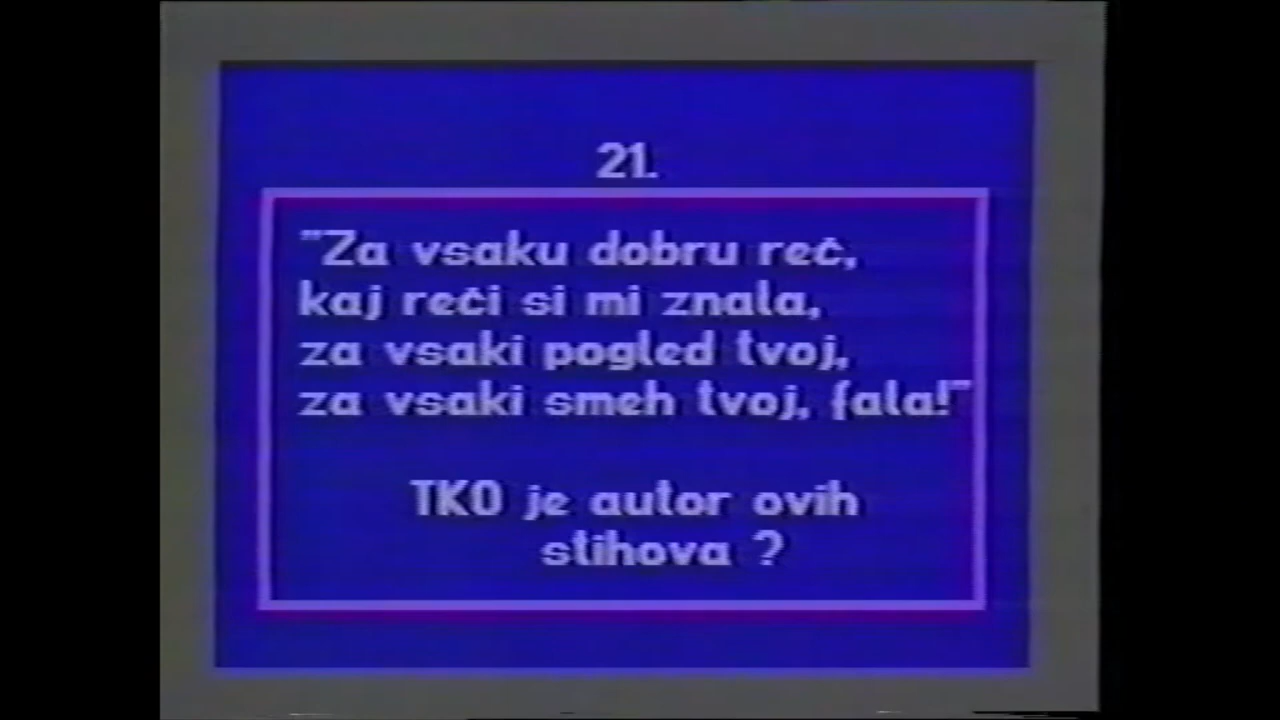 21.
"Za vsaku dobru reč,
kaj reči si mi znala,
za vsaki pogled tvoj,
za vsaki smeh tvoj, fala!"
TKO je autor ovih
stihova ?